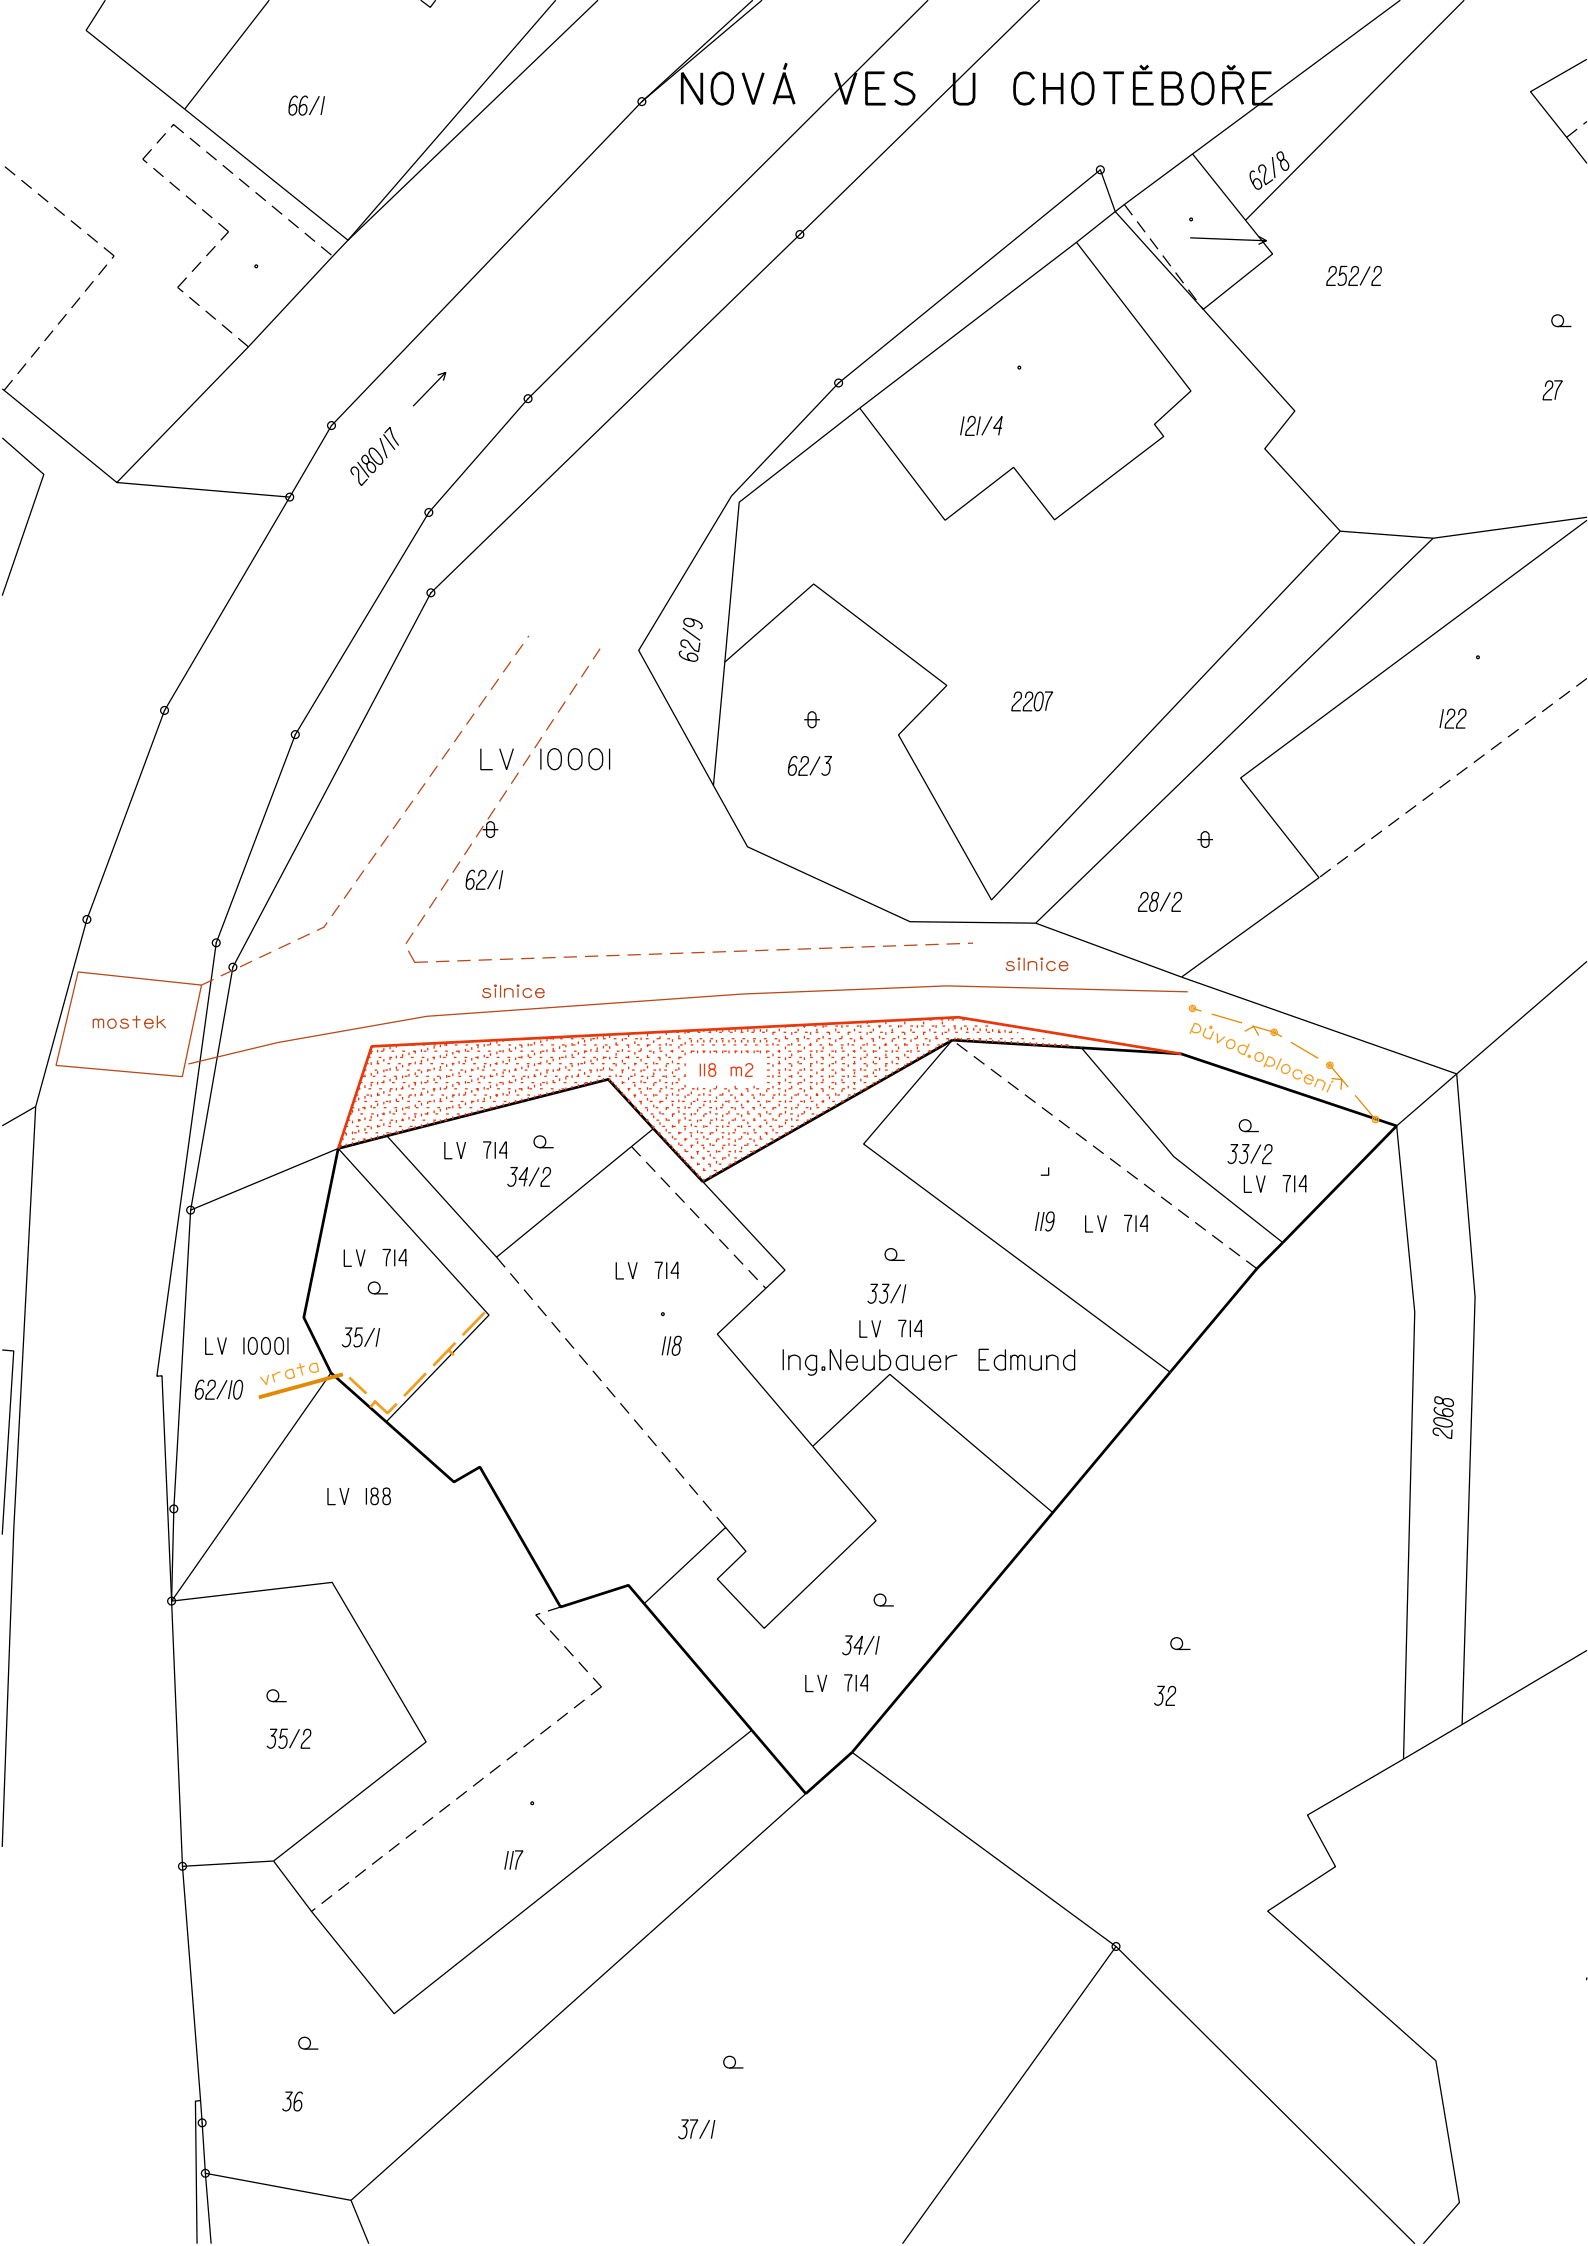 NOVÁ VES U CHOTĚBOŘE
66/1
62/8
252/2
27
121/4
2180/17
62/9
2207
122
LV 10001
62/3
62/1
28/2
silnice
silnice
mostek
původ.oplocení
118 m2
LV 714
34/2
33/2
LV 714
119 LV 714
LV 714
35/1
LV 714
118
33/1
LV 714
Ing.Neubauer Edmund
LV 10001
62/10
vrata
2068
LV 188
34/1
LV 714
32
35/2
117
36
37/1